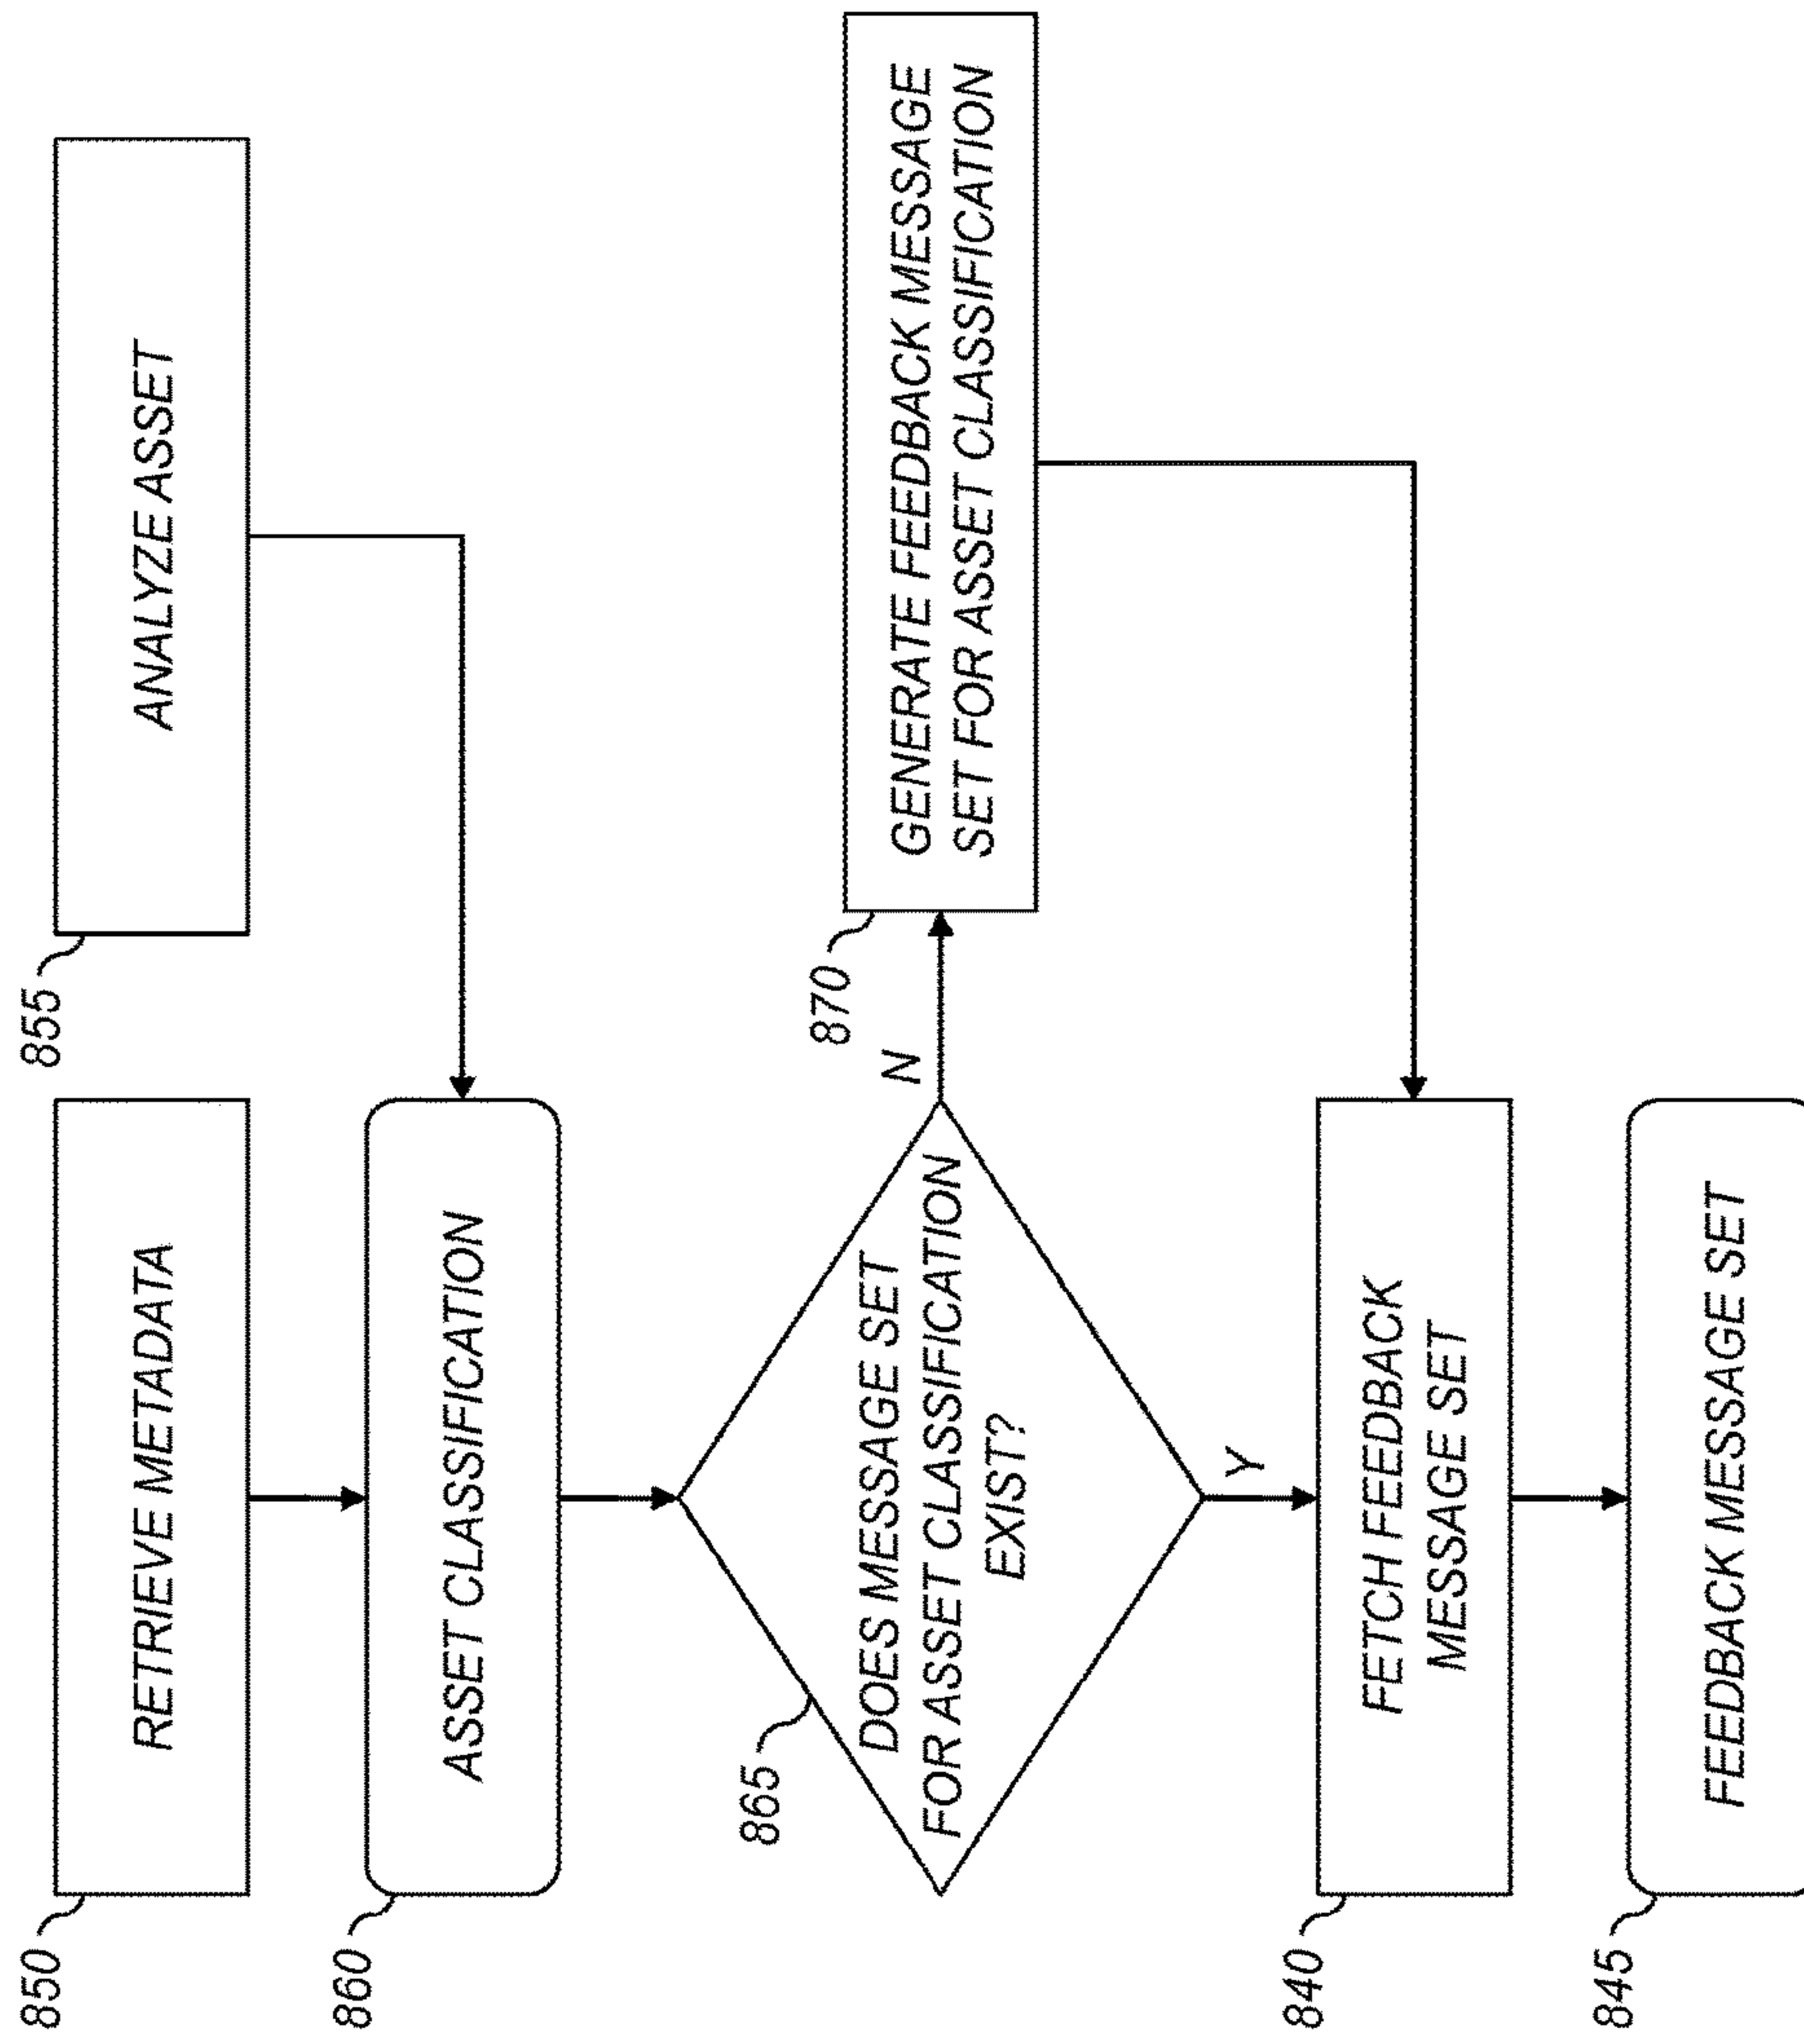 850
RETRIEVE METADATA
855
ANALYZE ASSET
860
ASSET CLASSIFICATION
865
DOES MESSAGE SET
FOR ASSET CLASSIFICATION
EXIST?
N
870
GENERATE FEEDBACK MESSAGE
SET FOR ASSET CLASSIFICATION
Y
840
FETCH FEEDBACK
MESSAGE SET
845
FEEDBACK MESSAGE SET